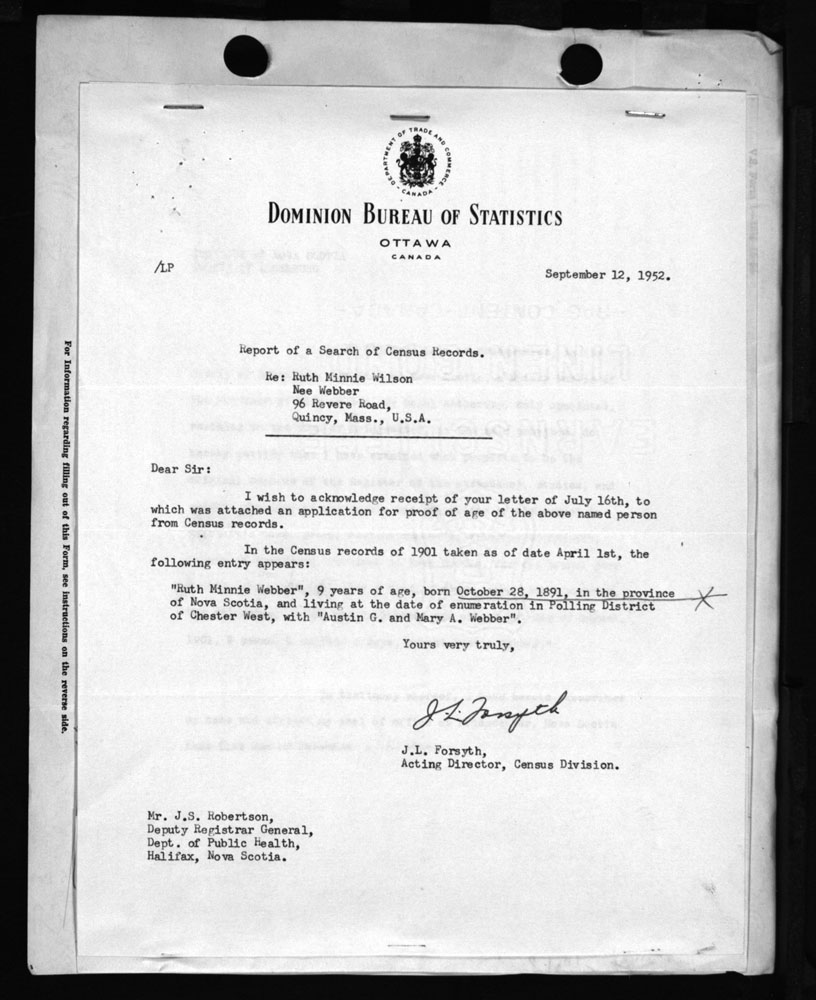 DEPARTMENT OF TRADE AND COMMERCE
CANADA
DOMINION BUREAU OF STATISTICS
OTTAWA
CANADA
/LP
September 12, 1952.
Report of a Search of Census Records.
Re: Ruth Minnie Wilson
Nee Webber
96 Revere Road,
Quincy, Mass., U.S.A.
Dear Sir:
I wish to acknowledge receipt of your letter of July 16th, to
which was attached an application for proof of age of the above named person
from Census records.
In the Census records of 1901 taken as of date April 1st, the
following entry appears:
"Ruth Minnie Webber", 9 years of age, born October 28, 1891, in the province
of Nova Scotia, and living at the date of enumeration in Polling District
of Chester West, with "Austin G. and Mary A. Webber".
X
Yours very truly,
J L Forsyth
J.L. Forsyth,
Acting Director, Census Division.
Mr. J.S. Robertson,
Deputy Registrar General,
Dept. of Public Health,
Halifax, Nova Scotia.
For Information regarding filling out of this Form, see instructions on the reverse side.